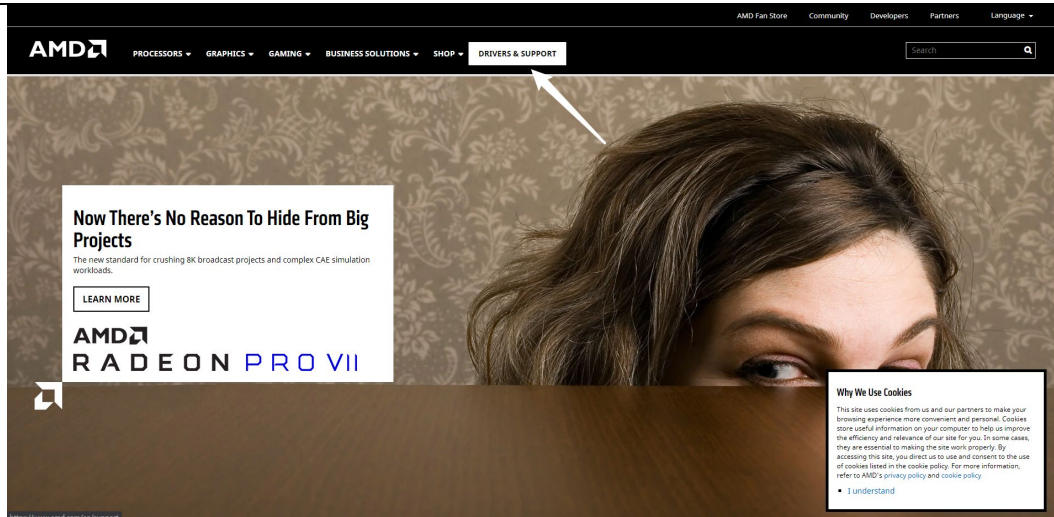 AMD Fan Store Community Developers Partners Language
AMD PROCESSORS GRAPHICS GAMING BUSINESS SOLUTIONS SHOP DRIVERS & SUPPORT Search
Now There's No Reason To Hide From Big
Projects
The new standard for crushing 8K broadcast projects and complex CAE simulation
workloads.
LEARN MORE
AMD
RADEON PRO VII
Why We Use Cookies
This site uses cookies from us and our partners to make your
browsing experience more convenient and personal. Cookies
store useful information on your computer to help us improve
the efficiency and relevance of our site for you. In some cases,
they are essential to making the site work properly. By
accessing this site, you direct us to use and consent to the use
of cookies listed in the cookie policy. For more information,
refer to AMD's privacy policy and cookie policy
I understand